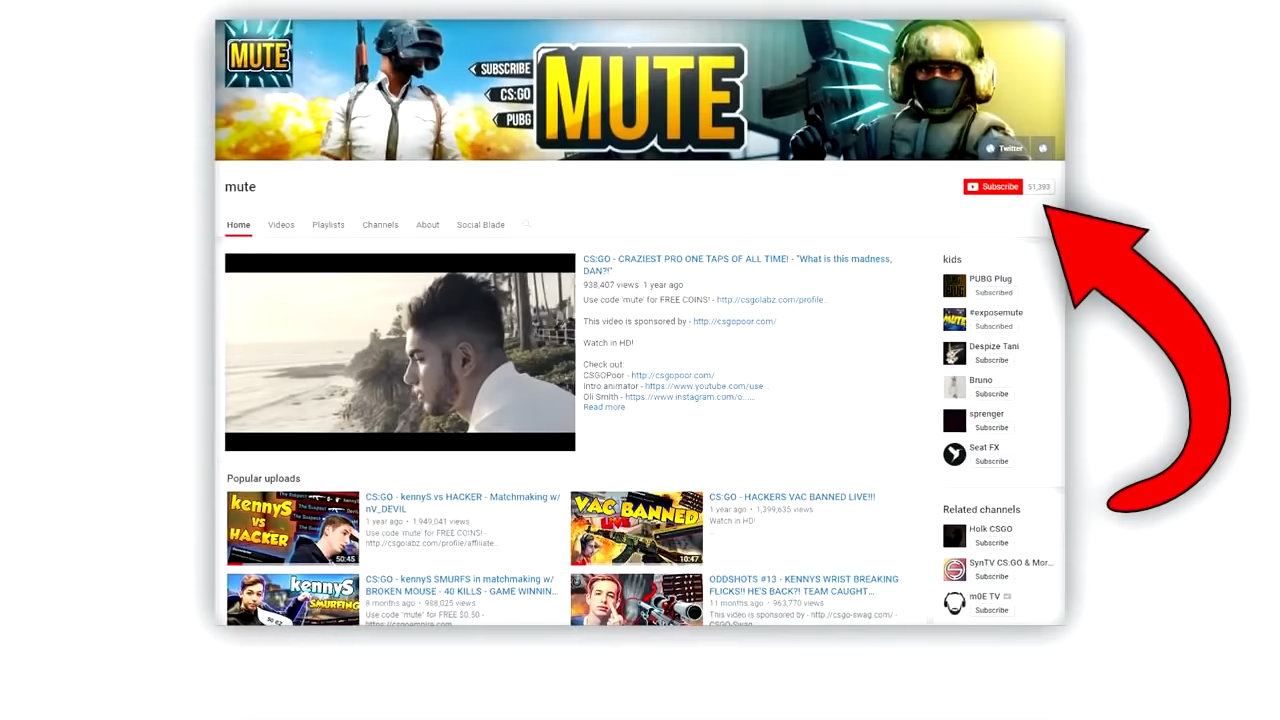 MUTE
SUBSCRIBE
CS:GO
PUBG
MUTE
Twitter
mute
Subscribe 51,393
Home Videos Playlists Channels About Social Blade
CS:GO - CRAZIEST PRO ONE TAPS OF ALL TIME! - "What is this madness,
DAN?!"
938,407 views 1 year ago
Use code 'mute' for FREE COINS! - http://csgolabz.com/profile..
This video is sponsored by - http://csgopoor.com/
Watch in HD!
Check out:
CSGOPoor - http://csgopoor.com/
Intro animator - https://www.youtube.com/use...
Oli Smith - https://www.instagram.com/o......
Read more
kids
PUBG Plug
Subscribed
#exposemute
Subscribed
Despize Tani
Subscribe
Bruno
Subscribe
sprenger
Subscribe
Seat FX
Subscribe
Popular uploads
kennyS
vs
HACKER
50:45
CS:GO - kennyS vs HACKER - Matchmaking w/
nV_DEVIL
1 year ago • 1,949,041 views
Use code 'mute' for FREE COINS! -
http://csgolabz.com/profile/affiliate...
VAC BANNED
LIVE
10:47
CS:GO - HACKERS VAC BANNED LIVE!!!
1 year ago • 1,399,635 views
Watch in HD!
...
kennyS
SMURFING
CS:GO - kennyS SMURFS in matchmaking w/
BROKEN MOUSE - 40 KILLS - GAME WINNIN...
8 months ago • 988,025 views
Use code 'mute' for FREE $0.50 -
https://csgoempire.com
ODDSHOTS #13 - KENNYS WRIST BREAKING
FLICKS!! HE'S BACK?! TEAM CAUGHT...
11 months ago • 963,770 views
This video is sponsored by - http://csgo-swag.com/ -
CSGO-Swag
Related channels
Holk CSGO
Subscribe
SynTV CS:GO & Mor...
Subscribe
m0E TV
Subscribe